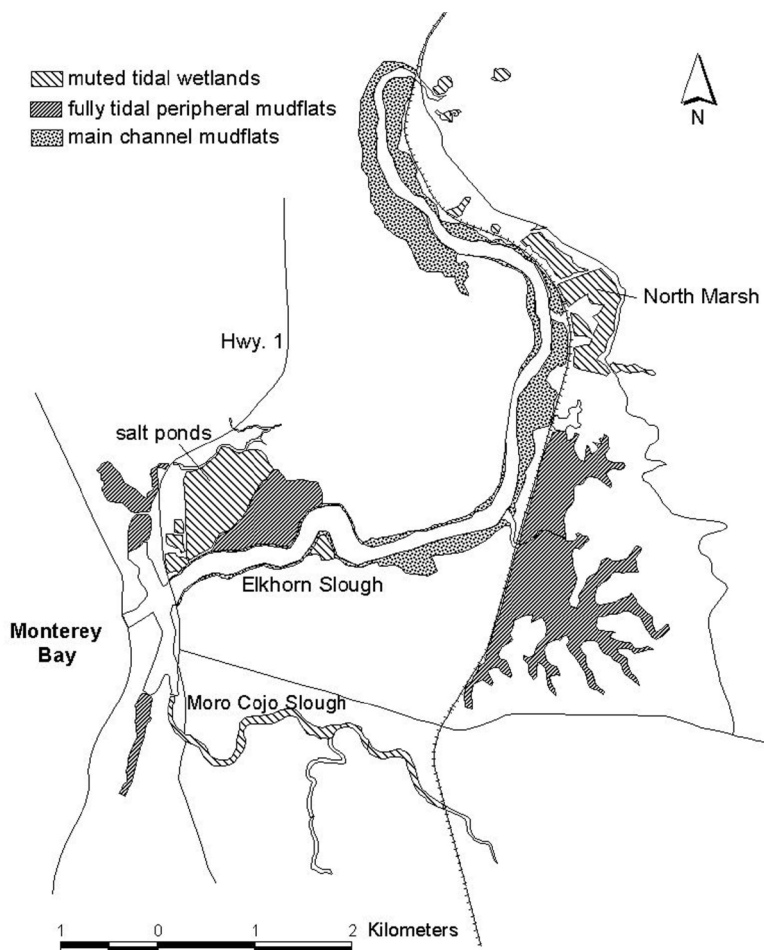 muted tidal wetlands
fully tidal peripheral mudflats
main channel mudflats
N
North Marsh
Hwy. 1
salt ponds
Elkhorn Slough
Monterey
Bay
Moro Cojo Slough
1 0 1 2 Kilometers